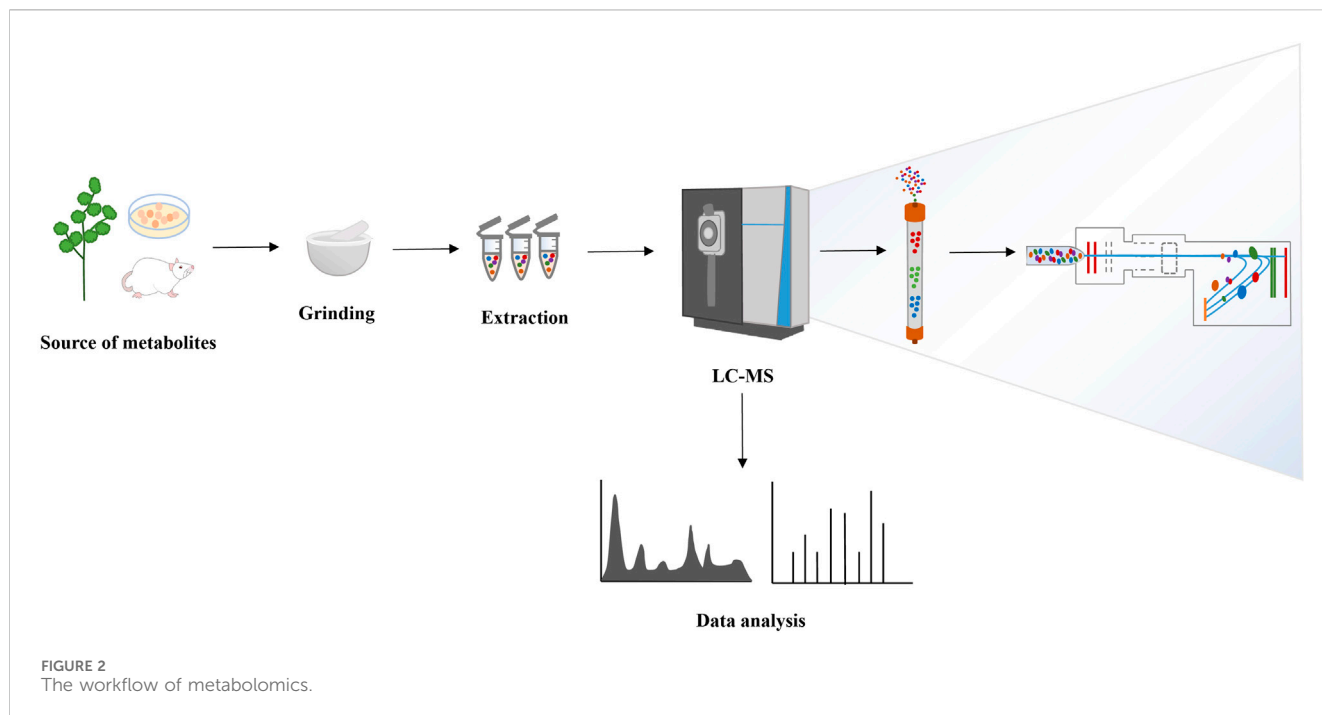 Source of metabolites
Grinding
Extraction
LC-MS
Data analysis
FIGURE 2
The workflow of metabolomics.